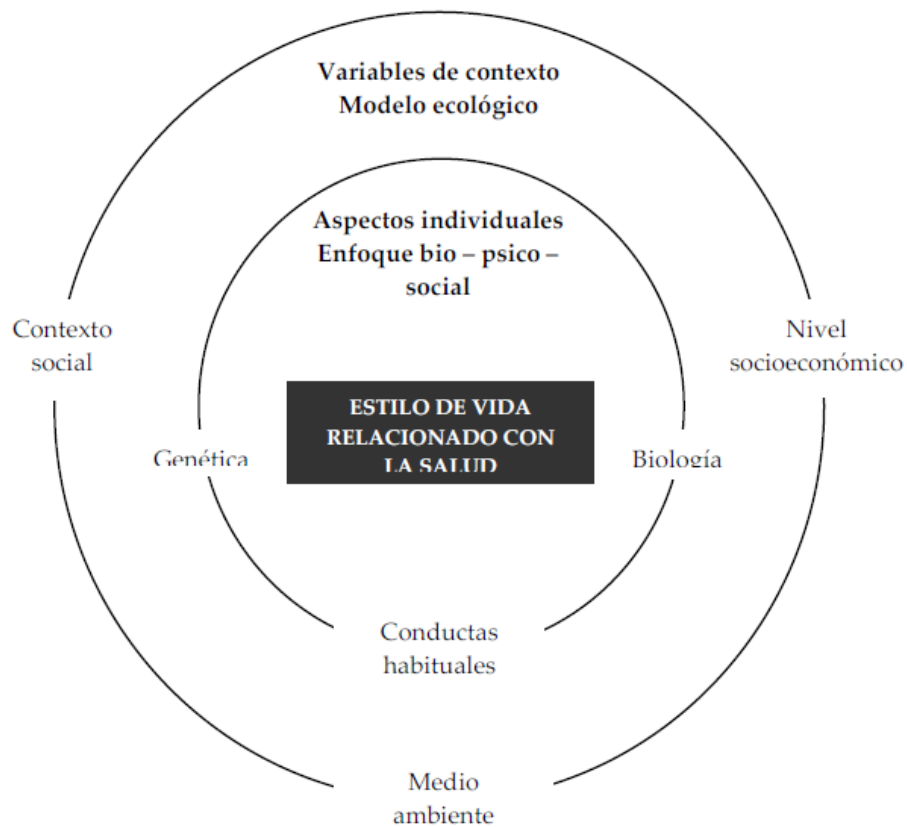 Variables de contexto
Modelo ecológico
Aspectos individuales
Enfoque bio – psico –
social
Contexto
social
Nivel
socioeconómico
ESTILO DE VIDA
RELACIONADO CON
LA SALUD
Genética
Biología
Conductas
habituales
Medio
ambiente